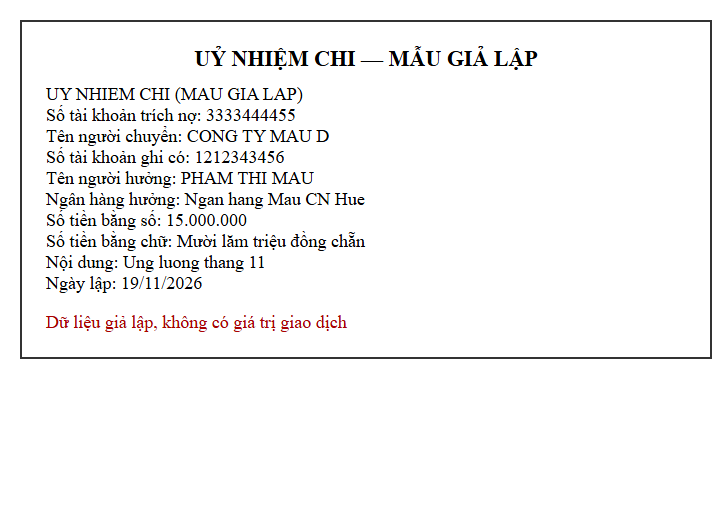 UỶ NHIỆM CHI — MẪU GIẢ LẬP
UY NHIEM CHI (MAU GIA LAP)
Số tài khoản trích nợ: 3333444455
Tên người chuyển: CONG TY MAU D
Số tài khoản ghi có: 1212343456
Tên người hưởng: PHAM THI MAU
Ngân hàng hưởng: Ngan hang Mau CN Hue
Số tiền bằng số: 15.000.000
Số tiền bằng chữ: Mười lăm triệu đồng chẵn
Nội dung: Ung luong thang 11
Ngày lập: 19/11/2026
Dữ liệu giả lập, không có giá trị giao dịch